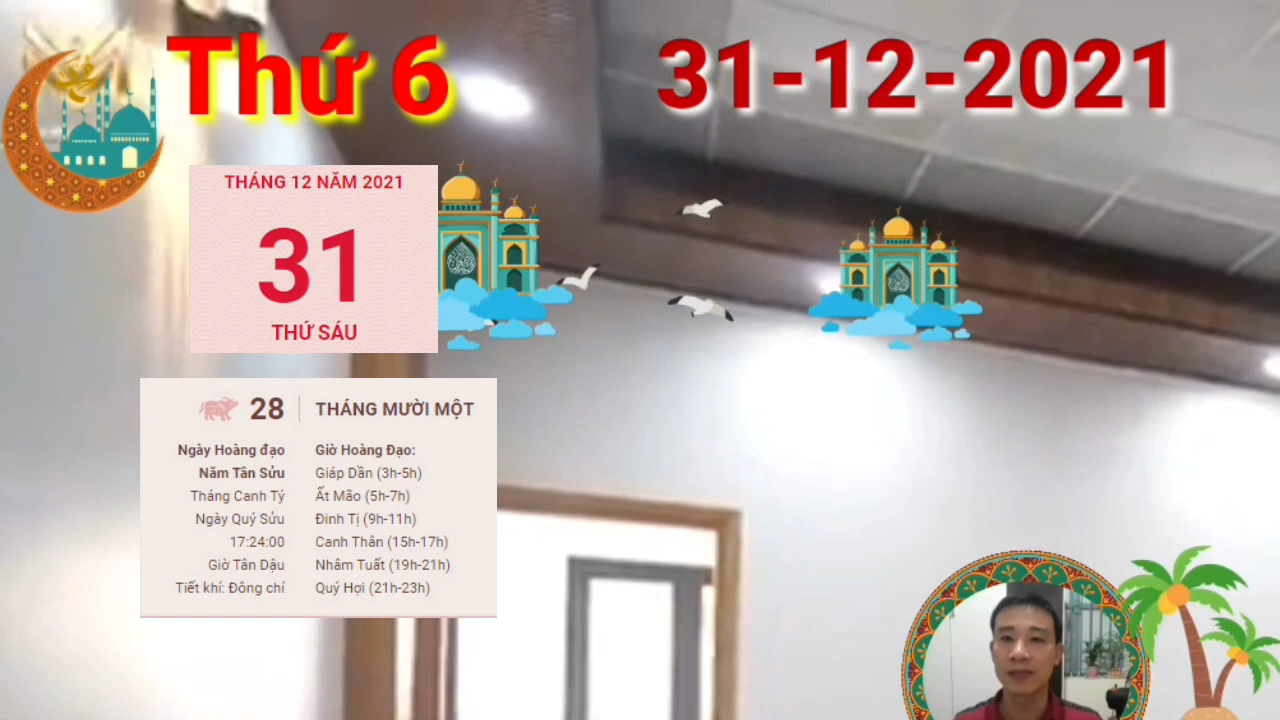 Thứ 6
31-12-2021
THÁNG 12 NĂM 2021
31
THỨ SÁU
28
THÁNG MƯỜI MỘT
Ngày Hoàng đạo
Năm Tân Sửu
Tháng Canh Tý
Ngày Quý Sửu
17:24:00
Giờ Tân Dậu
Tiết khí: Đông chí
Giờ Hoàng Đạo:
Giáp Dần (3h-5h)
Ất Mão (5h-7h)
Đinh Tị (9h-11h)
Canh Thân (15h-17h)
Nhâm Tuất (19h-21h)
Quý Hợi (21h-23h)